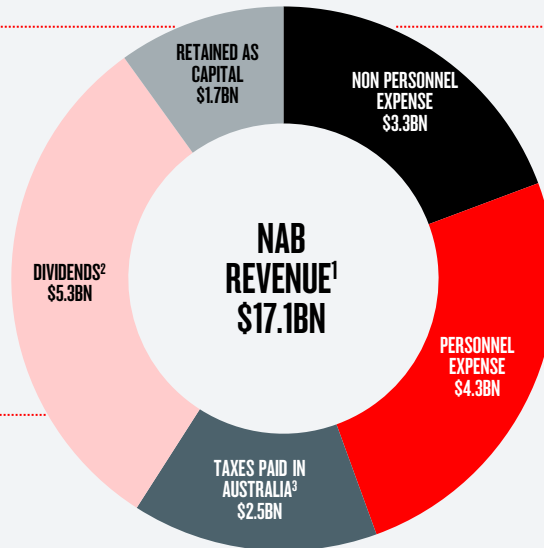 RETAINED AS
CAPITAL
$1.7BN
NON PERSONNEL
EXPENSE
$3.3BN
NAB
REVENUE¹
$17.1BN
DIVIDENDS²
$5.3BN
PERSONNEL
EXPENSE
$4.3BN
TAXES PAID IN
AUSTRALIA³
$2.5BN